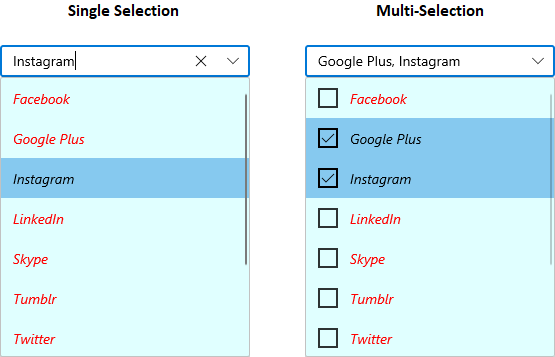 Single Selection
Instagram
Facebook
Google Plus
Instagram
LinkedIn
Skype
Tumblr
Twitter
Multi-Selection
Google Plus, Instagram
Facebook
Google Plus
Instagram
LinkedIn
Skype
Tumblr
Twitter